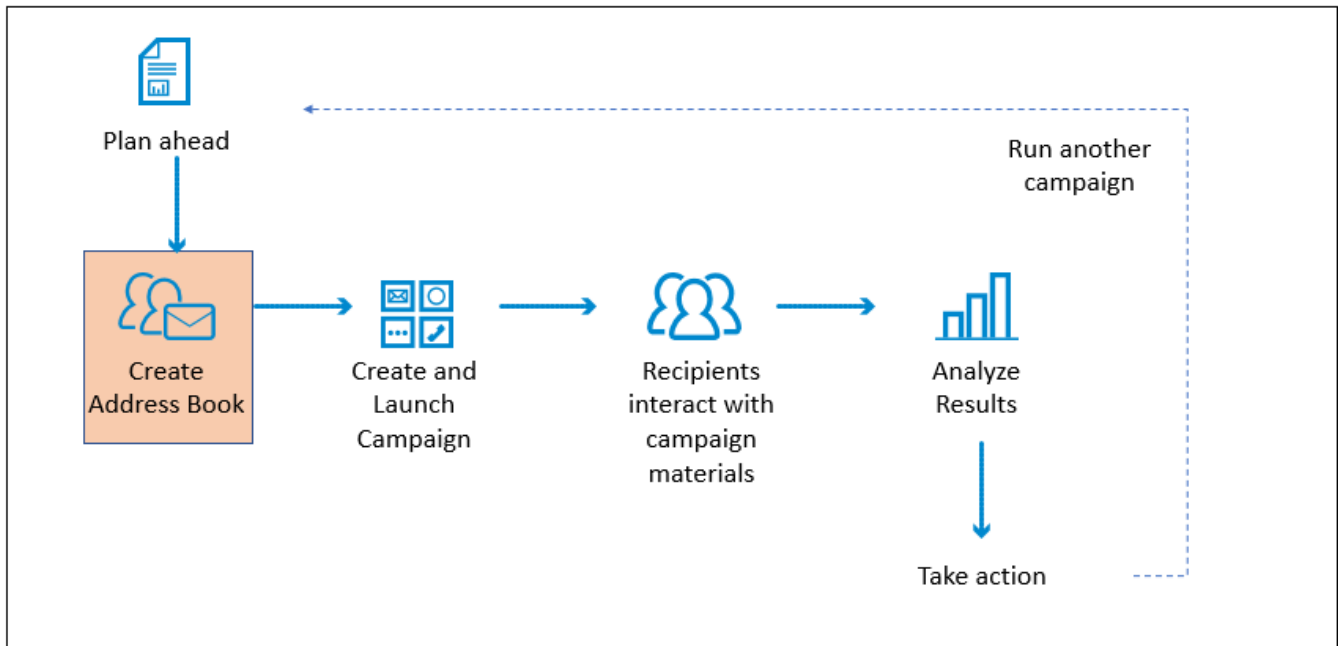 Plan ahead
Run another
campaign
Create
Address Book
Create and
Launch
Campaign
Recipients
interact with
campaign
materials
Analyze
Results
Take action